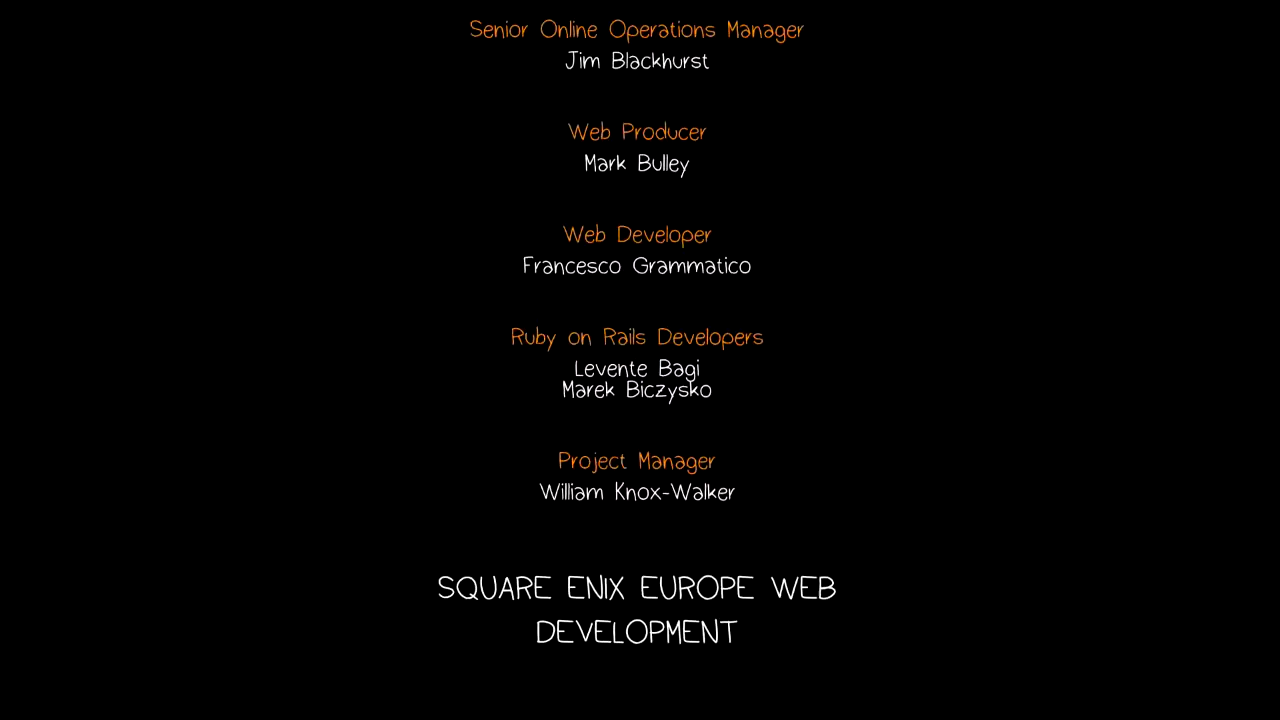 Senior Online Operations Manager
Jim Blackhurst
Web Producer
Mark Bulley
Web Developer
Francesco Grammatico
Ruby on Rails Developers
Levente Bagi
Marek Biczysko
Project Manager
William Knox-Walker
SQUARE ENIX EUROPE WEB
DEVELOPMENT